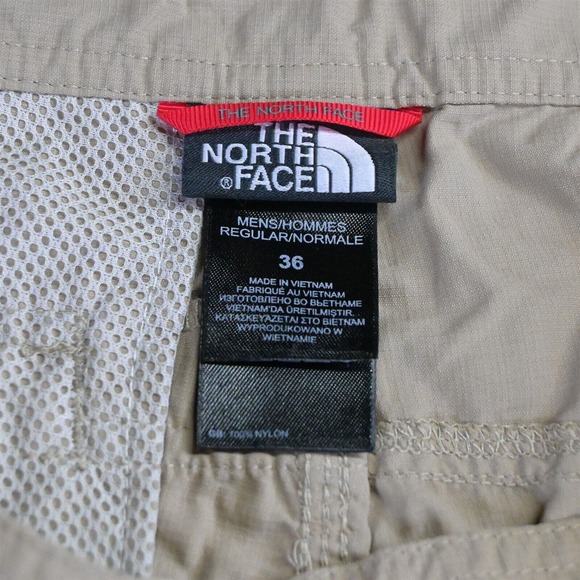 THE NORTH FACE
THE
NORTH
FACE
®
MENS/HOMMES
REGULAR/NORMALE
36
MADE IN VIETNAM
FABRIQUÉ AU VIETNAM
ИЗГОТОВЛЕНО ВО ВЬЕТНАМЕ
VIETNAM'DA ÜRETILMIŞTIR.
ΚΑΤΑΣΚΕΥΑΖΕΤΑΙ ΣΤΟ ΒΙΕΤΝΑΜ
WYPRODUKOWANO W
WIETNAMIE
GB: 100% NYLON